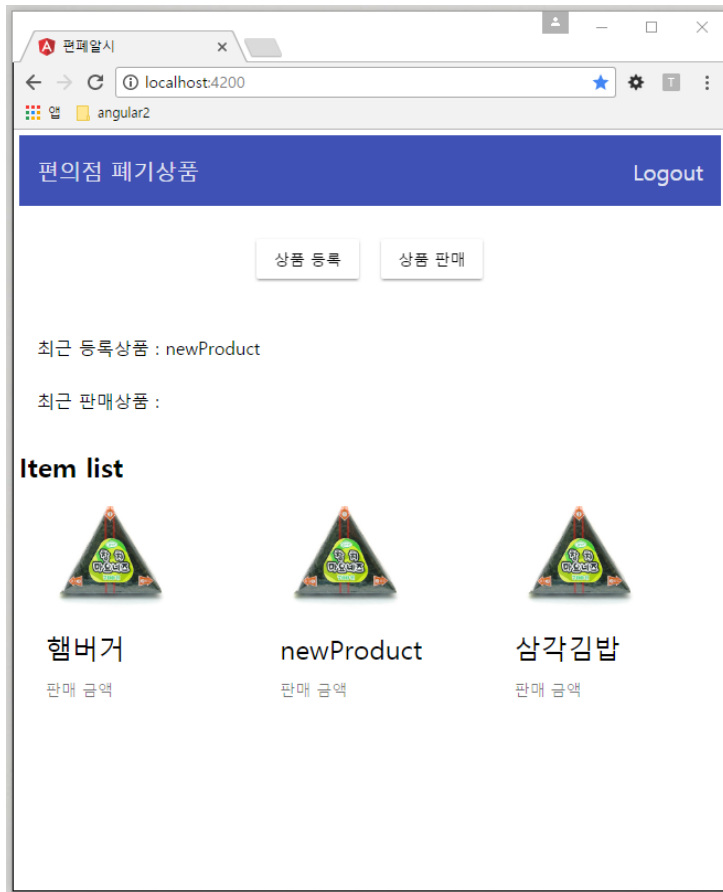 편폐알시
localhost:4200
T
앱
angular2
편의점 폐기상품
Logout
상품 등록
상품 판매
최근 등록상품 : newProduct
최근 판매상품 :
Item list
햄버거
newProduct
삼각김밥
판매 금액
판매 금액
판매 금액